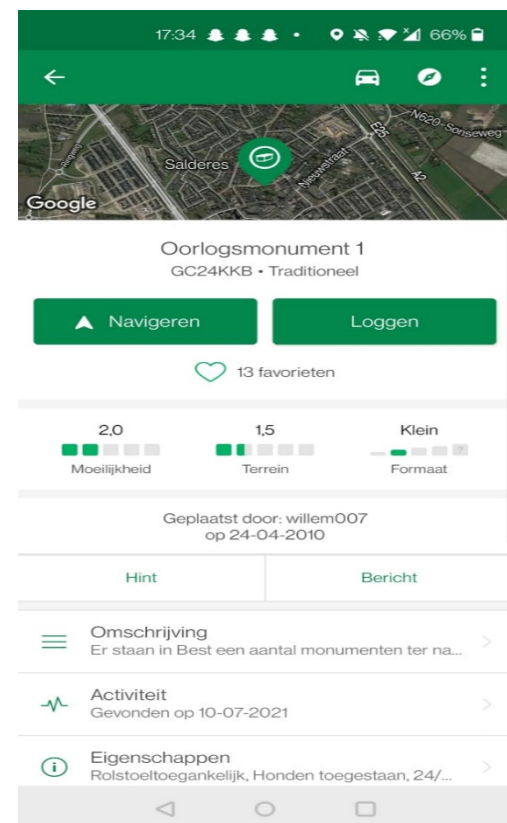 17:34 66%
Salderes
Nieuwstraat
E25
A2
N620-Sonseweg
Ringweg
Google
Oorlogsmonument 1
GC24KKB • Traditioneel
Navigeren Loggen
13 favorieten
2,0 1,5 Klein
?
Moeilijkheid Terrein Formaat
Geplaatst door: willem007
op 24-04-2010
Hint Bericht
Omschrijving
Er staan in Best een aantal monumenten ter na...
Activiteit
Gevonden op 10-07-2021
Eigenschappen
Rolstoeltoegankelijk, Honden toegestaan, 24/...